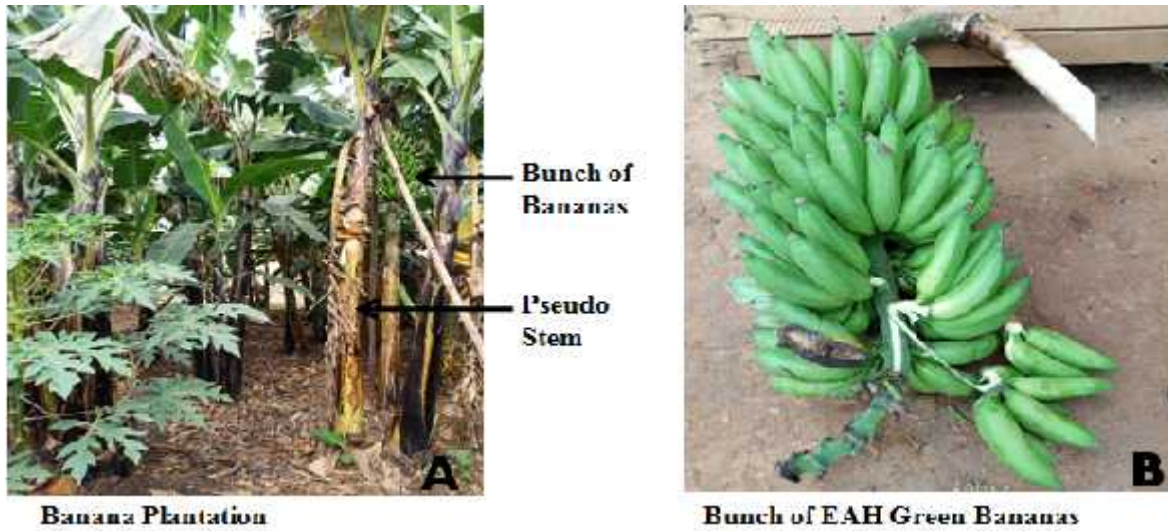 Bunch of
Bananas
Pseudo
Stem
A
B
Banana Plantation
Bunch of EAH Green Bananas